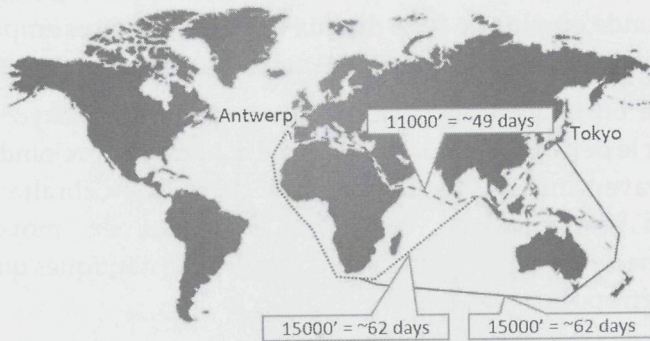 Antwerp
11000' = ~49 days
Tokyo
15000' = ~62 days
15000' = ~62 days